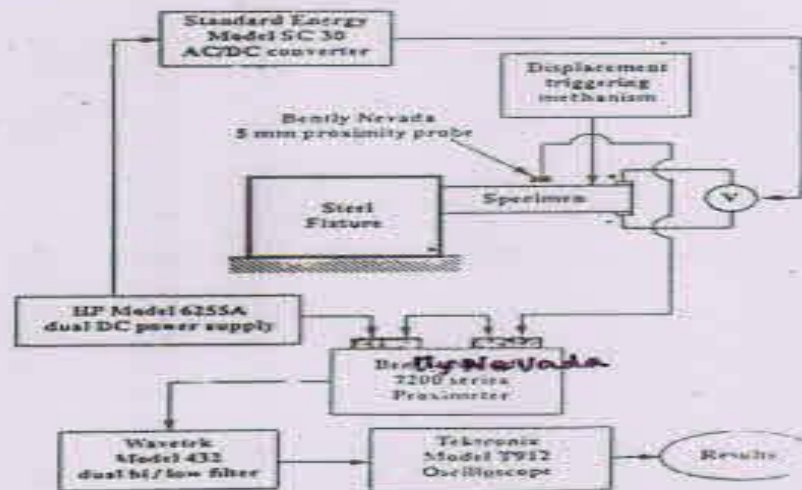 Standard Energy
Model SC 30
AC/DC converter
Displacement
triggering
mechanism
Bently Nevada
8 mm proximity probe
Steel
Fixture
Specimen
V
HP Model 6255A
dual DC power supply
Bently Nevada
7200 series
Proximeter
Wavetek
Model 432
dual hi/low filter
Tektronix
Model T912
Oscilloscope
Results